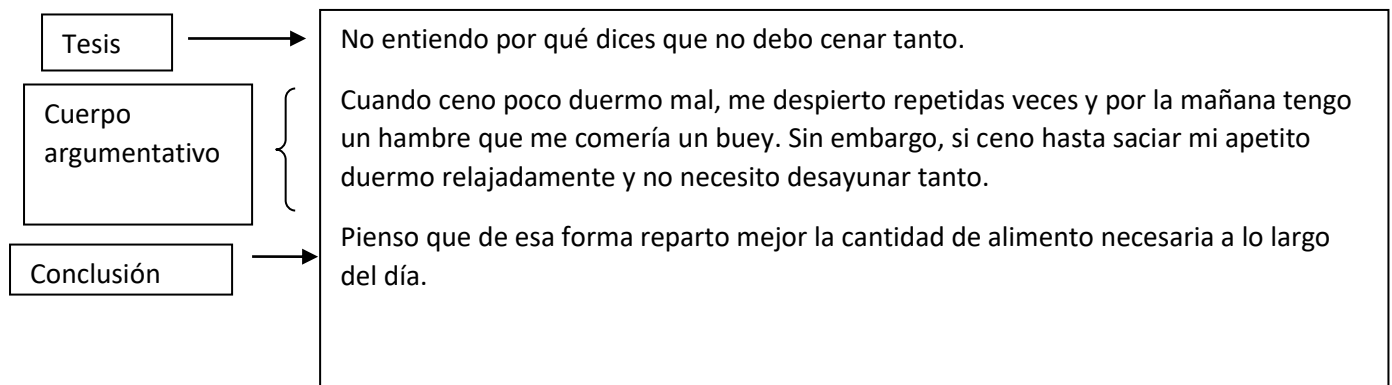 Tesis
No entiendo por qué dices que no debo cenar tanto.
Cuerpo
argumentativo
Cuando ceno poco duermo mal, me despierto repetidas veces y por la mañana tengo
un hambre que me comería un buey. Sin embargo, si ceno hasta saciar mi apetito
duermo relajadamente y no necesito desayunar tanto.
Conclusión
Pienso que de esa forma reparto mejor la cantidad de alimento necesaria a lo largo
del día.